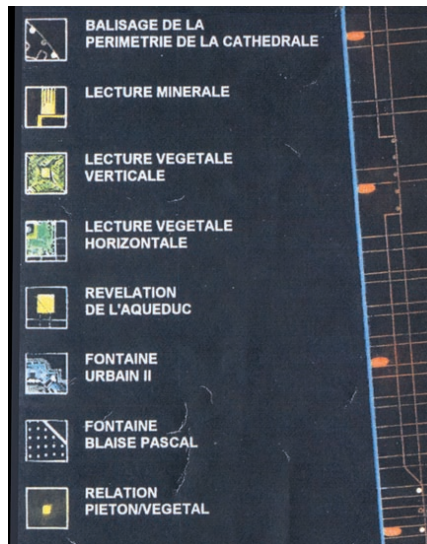 BALISAGE DE LA
PERIMETRIE DE LA CATHEDRALE
LECTURE MINERALE
LECTURE VEGETALE
VERTICALE
LECTURE VEGETALE
HORIZONTALE
REVELATION
DE L'AQUEDUC
FONTAINE
URBAIN II
FONTAINE
BLAISE PASCAL
RELATION
PIETON/VEGETAL